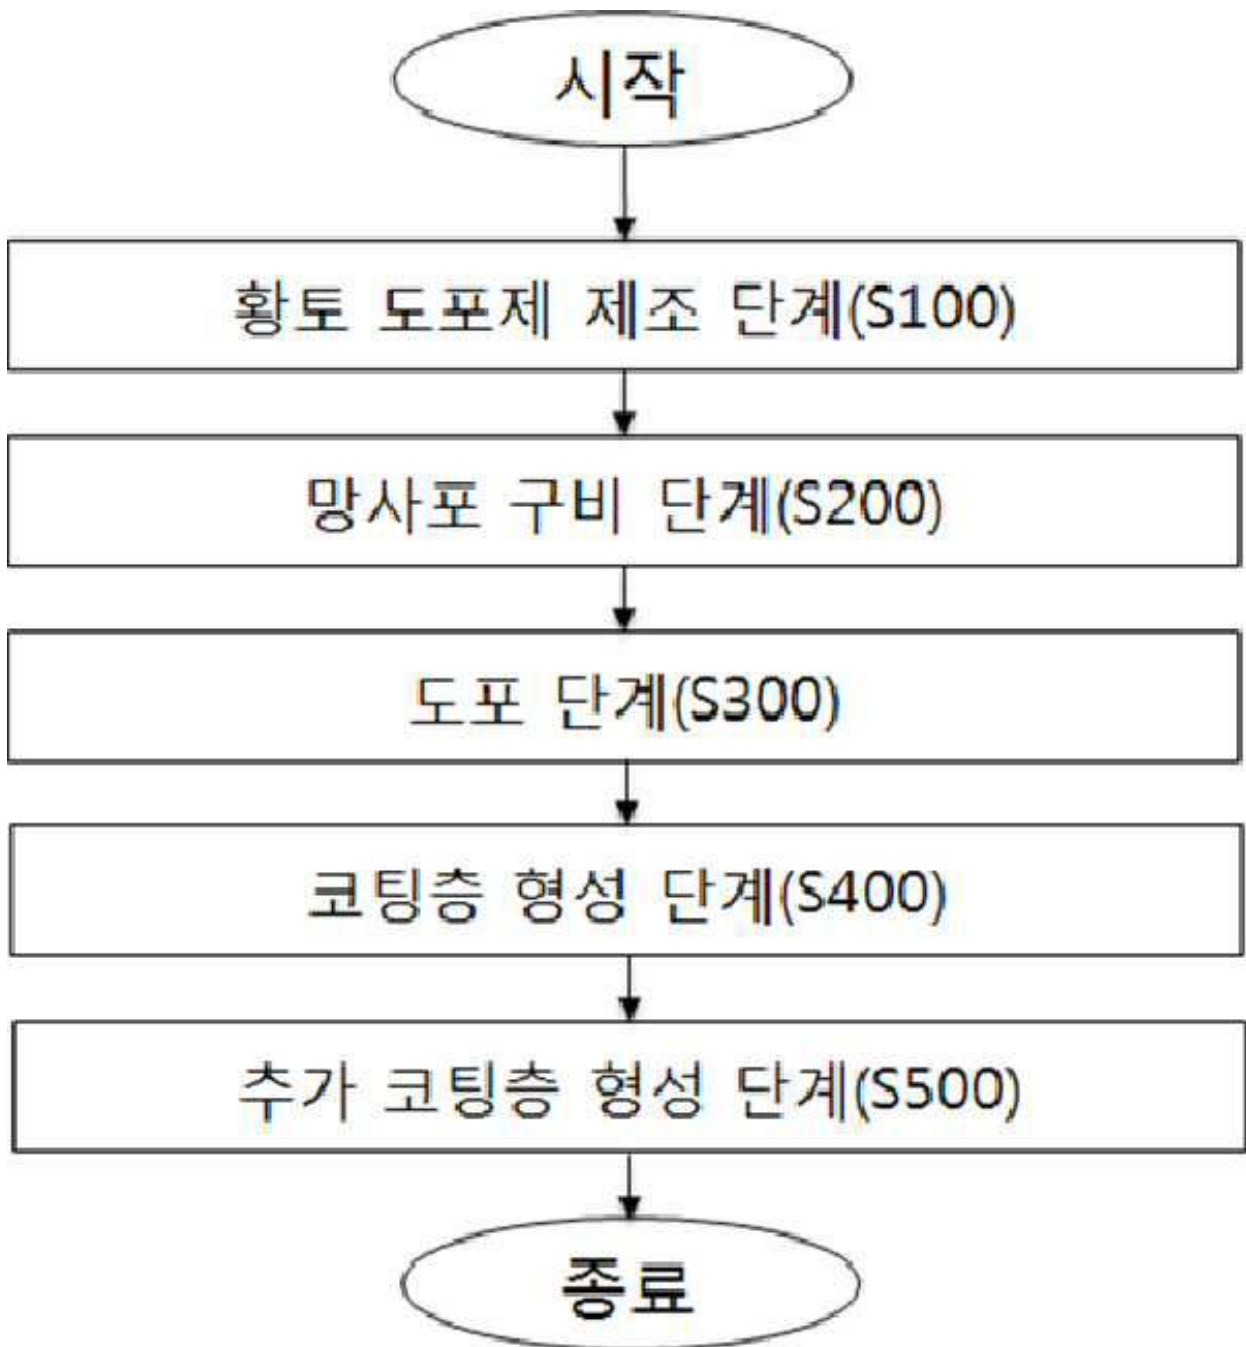 시작
황토 도포제 제조 단계(S100)
망사포 구비 단계(S200)
도포 단계(S300)
코팅층 형성 단계(S400)
추가 코팅층 형성 단계(S500)
종료